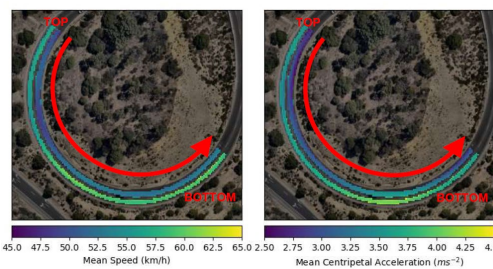 TOP
TOP
BOTTOM
BOTTOM
45.0 47.5 50.0 52.5 55.0 57.5 60.0 62.5 65.0
Mean Speed (km/h)
2.50 2.75 3.00 3.25 3.50 3.75 4.00 4.25
Mean Centripetal Acceleration (ms⁻²)